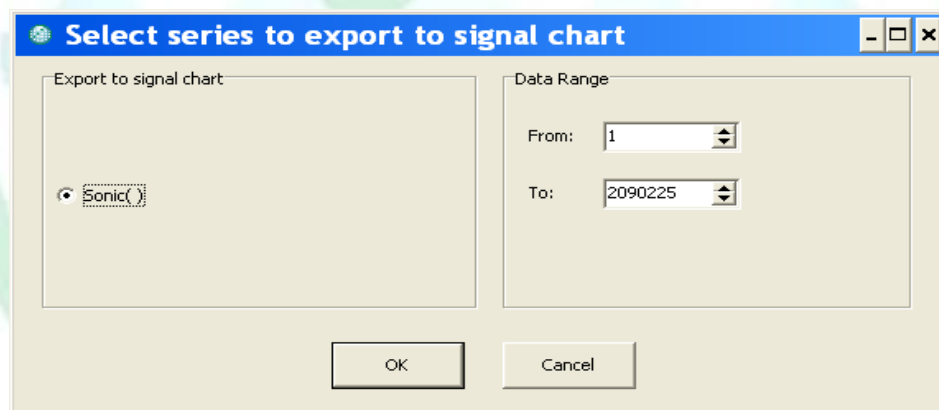 Select series to export to signal chart
Export to signal chart
Data Range
From: 1
Sonic( )
To: 2090225
OK
Cancel